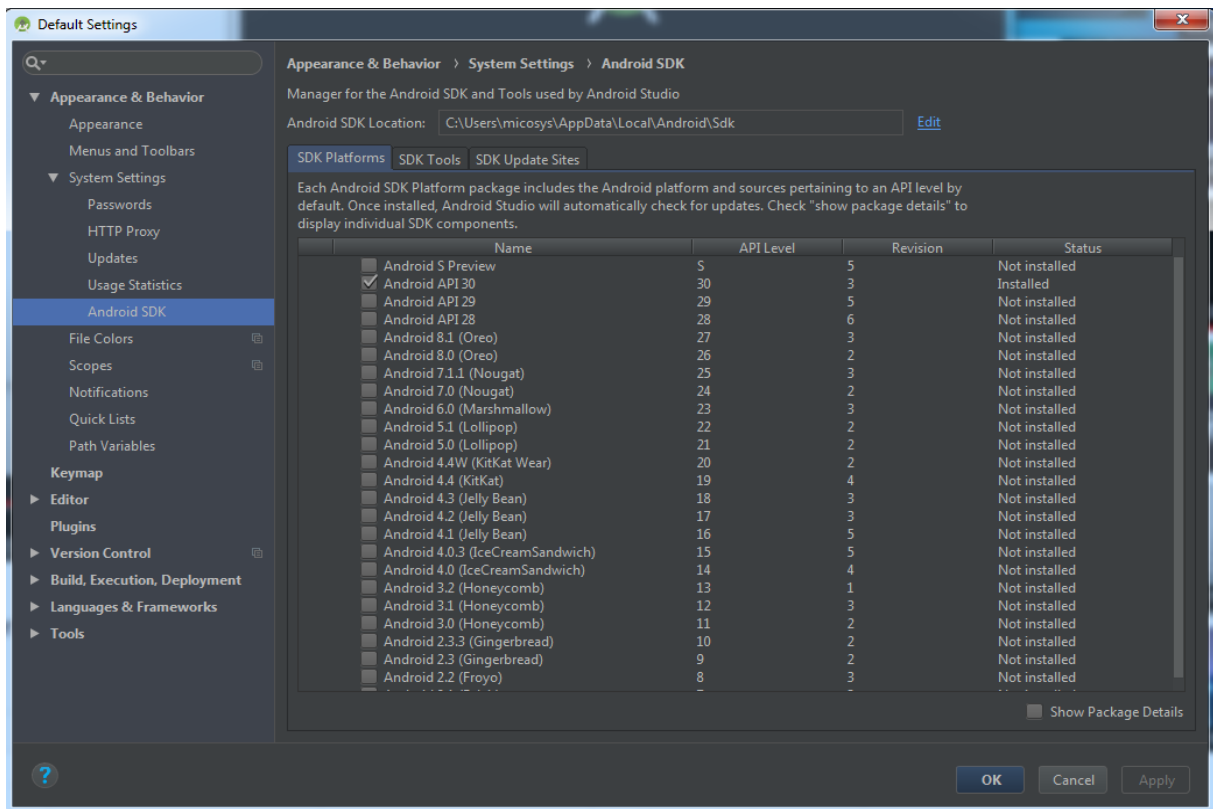 Default Settings
Appearance & Behavior
Appearance
Menus and Toolbars
System Settings
Passwords
HTTP Proxy
Updates
Usage Statistics
Android SDK
File Colors
Scopes
Notifications
Quick Lists
Path Variables
Keymap
Editor
Plugins
Version Control
Build, Execution, Deployment
Languages & Frameworks
Tools
Appearance & Behavior > System Settings > Android SDK
Manager for the Android SDK and Tools used by Android Studio
Android SDK Location: C:\Users\micosys\AppData\Local\Android\Sdk Edit
SDK Platforms SDK Tools SDK Update Sites
Each Android SDK Platform package includes the Android platform and sources pertaining to an API level by
default. Once installed, Android Studio will automatically check for updates. Check "show package details" to
display individual SDK components.
Name API Level Revision Status
Android S Preview S 5 Not installed
Android API 30 30 3 Installed
Android API 29 29 5 Not installed
Android API 28 28 6 Not installed
Android 8.1 (Oreo) 27 3 Not installed
Android 8.0 (Oreo) 26 2 Not installed
Android 7.1.1 (Nougat) 25 3 Not installed
Android 7.0 (Nougat) 24 2 Not installed
Android 6.0 (Marshmallow) 23 3 Not installed
Android 5.1 (Lollipop) 22 2 Not installed
Android 5.0 (Lollipop) 21 2 Not installed
Android 4.4W (KitKat Wear) 20 2 Not installed
Android 4.4 (KitKat) 19 4 Not installed
Android 4.3 (Jelly Bean) 18 3 Not installed
Android 4.2 (Jelly Bean) 17 3 Not installed
Android 4.1 (Jelly Bean) 16 5 Not installed
Android 4.0.3 (IceCreamSandwich) 15 5 Not installed
Android 4.0 (IceCreamSandwich) 14 4 Not installed
Android 3.2 (Honeycomb) 13 1 Not installed
Android 3.1 (Honeycomb) 12 3 Not installed
Android 3.0 (Honeycomb) 11 2 Not installed
Android 2.3.3 (Gingerbread) 10 2 Not installed
Android 2.3 (Gingerbread) 9 2 Not installed
Android 2.2 (Froyo) 8 3 Not installed
Show Package Details
?
OK Cancel Apply